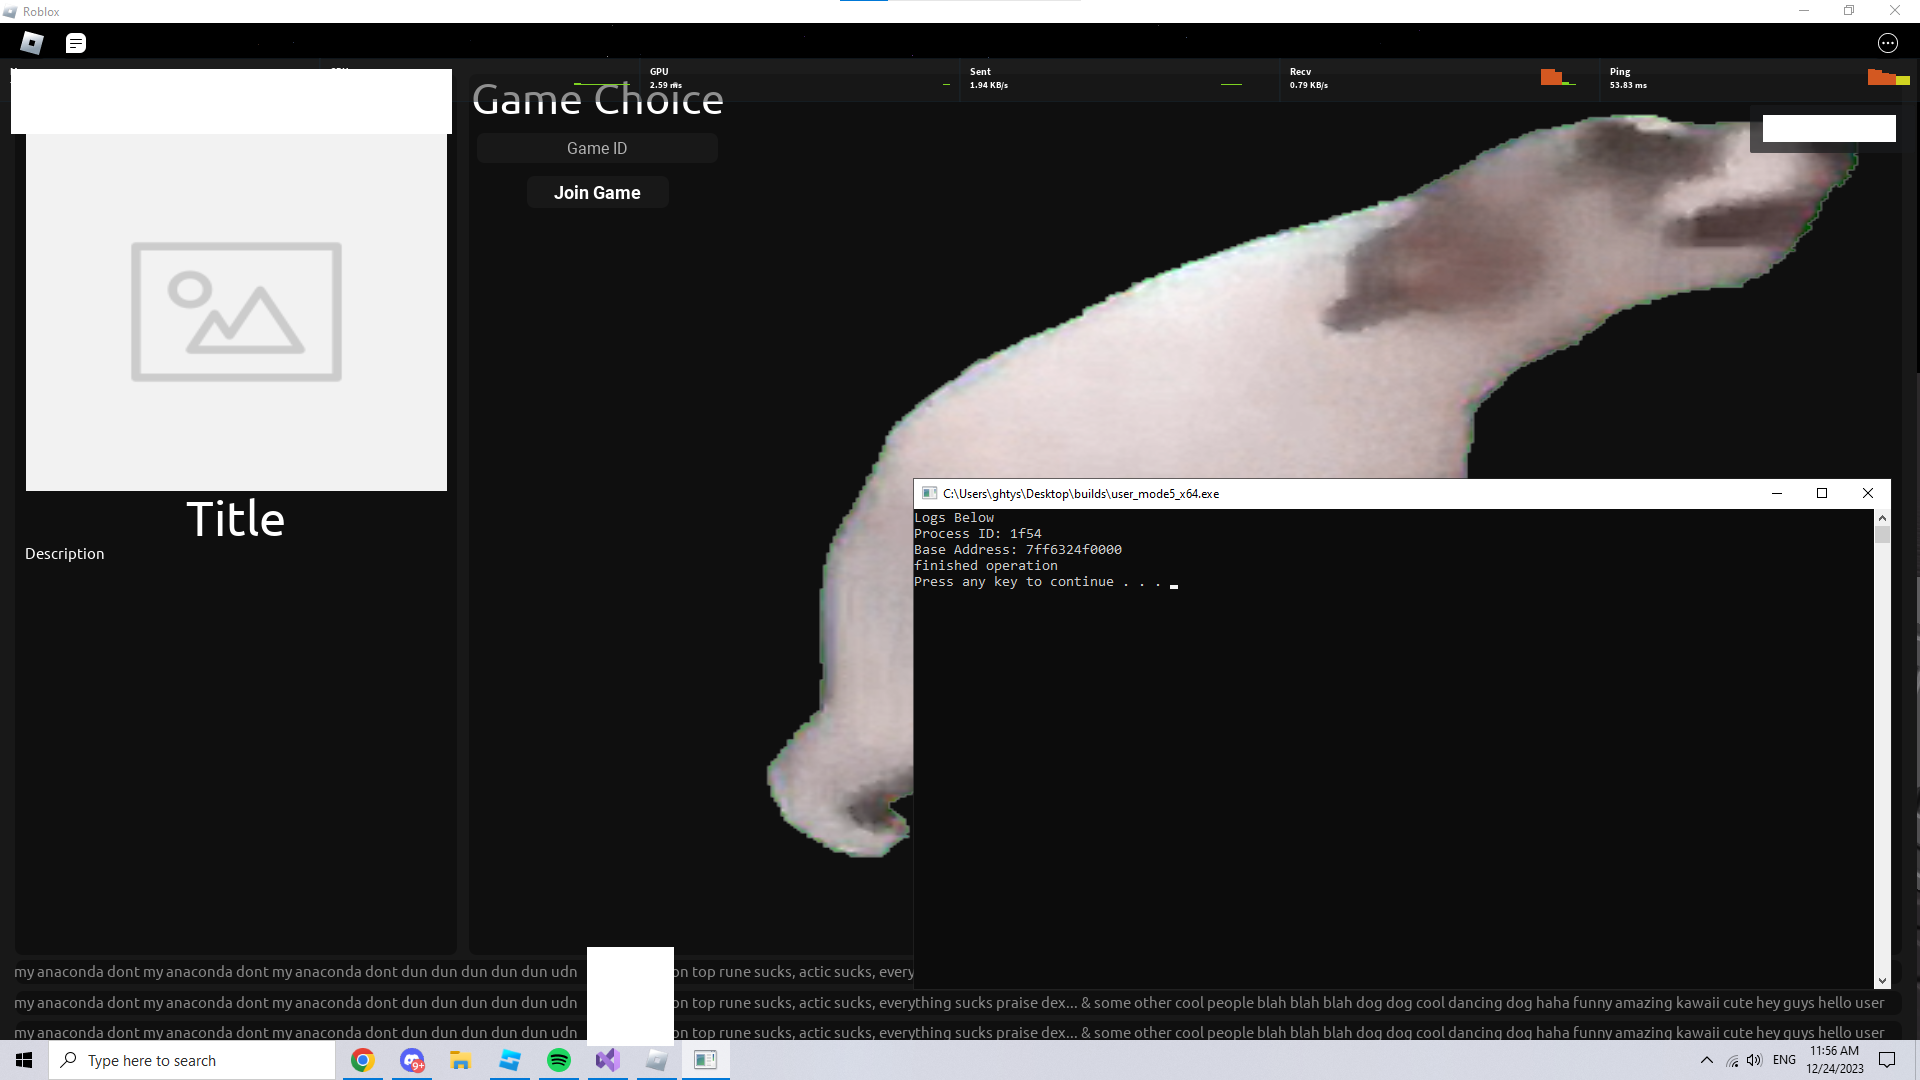 Roblox
GPU
2.59 ms
Sent
1.94 KB/s
Recv
0.79 KB/s
Ping
53.83 ms
Game Choice
Game ID
Join Game
Title
Description
C:\Users\ghtys\Desktop\builds\user_mode5_x64.exe
Logs Below
Process ID: 1f54
Base Address: 7ff6324f0000
finished operation
Press any key to continue . . .
my anaconda dont my anaconda dont my anaconda dont dun dun dun dun dun udn on top rune sucks, actic sucks, every
my anaconda dont my anaconda dont my anaconda dont dun dun dun dun dun udn on top rune sucks, actic sucks, everything sucks praise dex... & some other cool people blah blah blah dog dog cool dancing dog haha funny amazing kawaii cute hey guys hello user
my anaconda dont my anaconda dont my anaconda dont dun dun dun dun dun udn on top rune sucks, actic sucks, everything sucks praise dex... & some other cool people blah blah blah dog dog cool dancing dog haha funny amazing kawaii cute hey guys hello user
Type here to search
9+
ENG
11:56 AM
12/24/2023